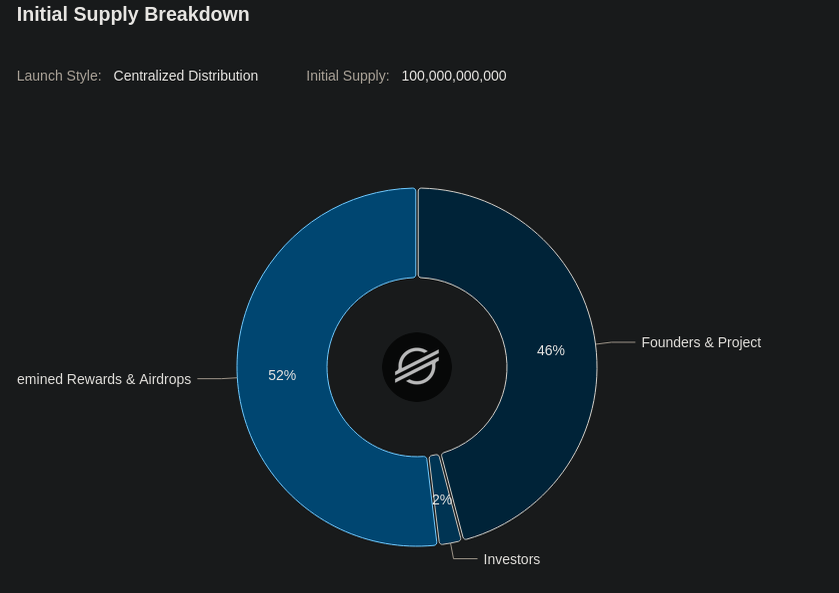 Initial Supply Breakdown
Launch Style: Centralized Distribution Initial Supply: 100,000,000,000
46%
Founders & Project
52%
emined Rewards & Airdrops
2%
Investors